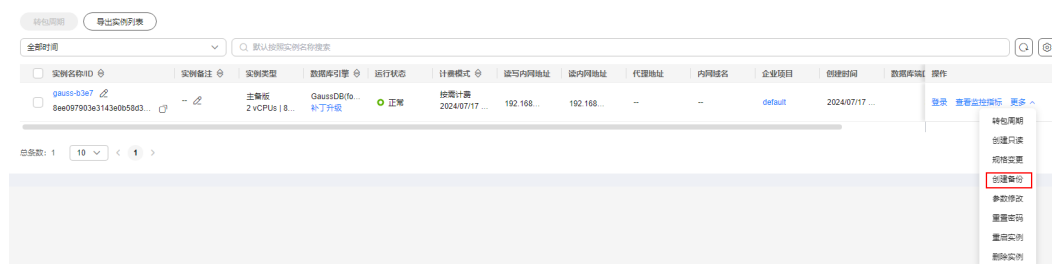 转包周期 导出实例列表
全部时间 默认按照实例名称搜索
实例名称/ID 实例备注 实例类型 数据库引擎 运行状态 计费模式 读写内网地址 读内网地址 代理地址 内网域名 企业项目 创建时间 数据库端 操作
gauss-b3e7
8ee097903e3143e0b58d3...
--
主备版
2 vCPUs | 8...
GaussDB(fo...
补丁升级
正常
按需计费
2024/07/17 ...
192.168...
192.168...
--
--
default
2024/07/17 ...
登录 查看监控指标 更多
转包周期
创建只读
规格变更
创建备份
参数修改
重置密码
重启实例
删除实例
总条数: 1 10 < 1 >